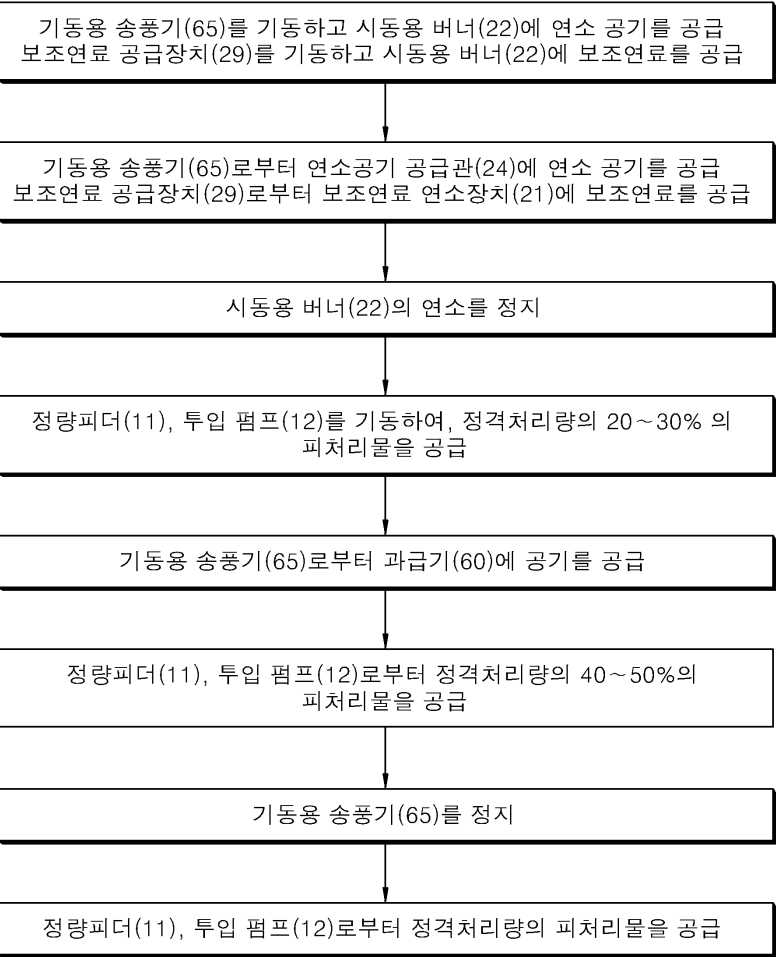 기동용 송풍기(65)를 기동하고 시동용 버너(22)에 연소 공기를 공급
보조연료 공급장치(29)를 기동하고 시동용 버너(22)에 보조연료를 공급
기동용 송풍기(65)로부터 연소공기 공급관(24)에 연소 공기를 공급
보조연료 공급장치(29)로부터 보조연료 연소장치(21)에 보조연료를 공급
시동용 버너(22)의 연소를 정지
정량피더(11), 투입 펌프(12)를 기동하여, 정격처리량의 20~30% 의
피처리물을 공급
기동용 송풍기(65)로부터 과급기(60)에 공기를 공급
정량피더(11), 투입 펌프(12)로부터 정격처리량의 40~50%의
피처리물을 공급
기동용 송풍기(65)를 정지
정량피더(11), 투입 펌프(12)로부터 정격처리량의 피처리물을 공급